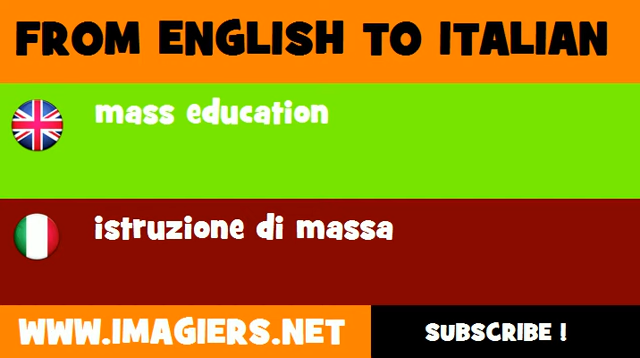 FROM ENGLISH TO ITALIAN
mass education
istruzione di massa
WWW.IMAGIERS.NET
SUBSCRIBE !